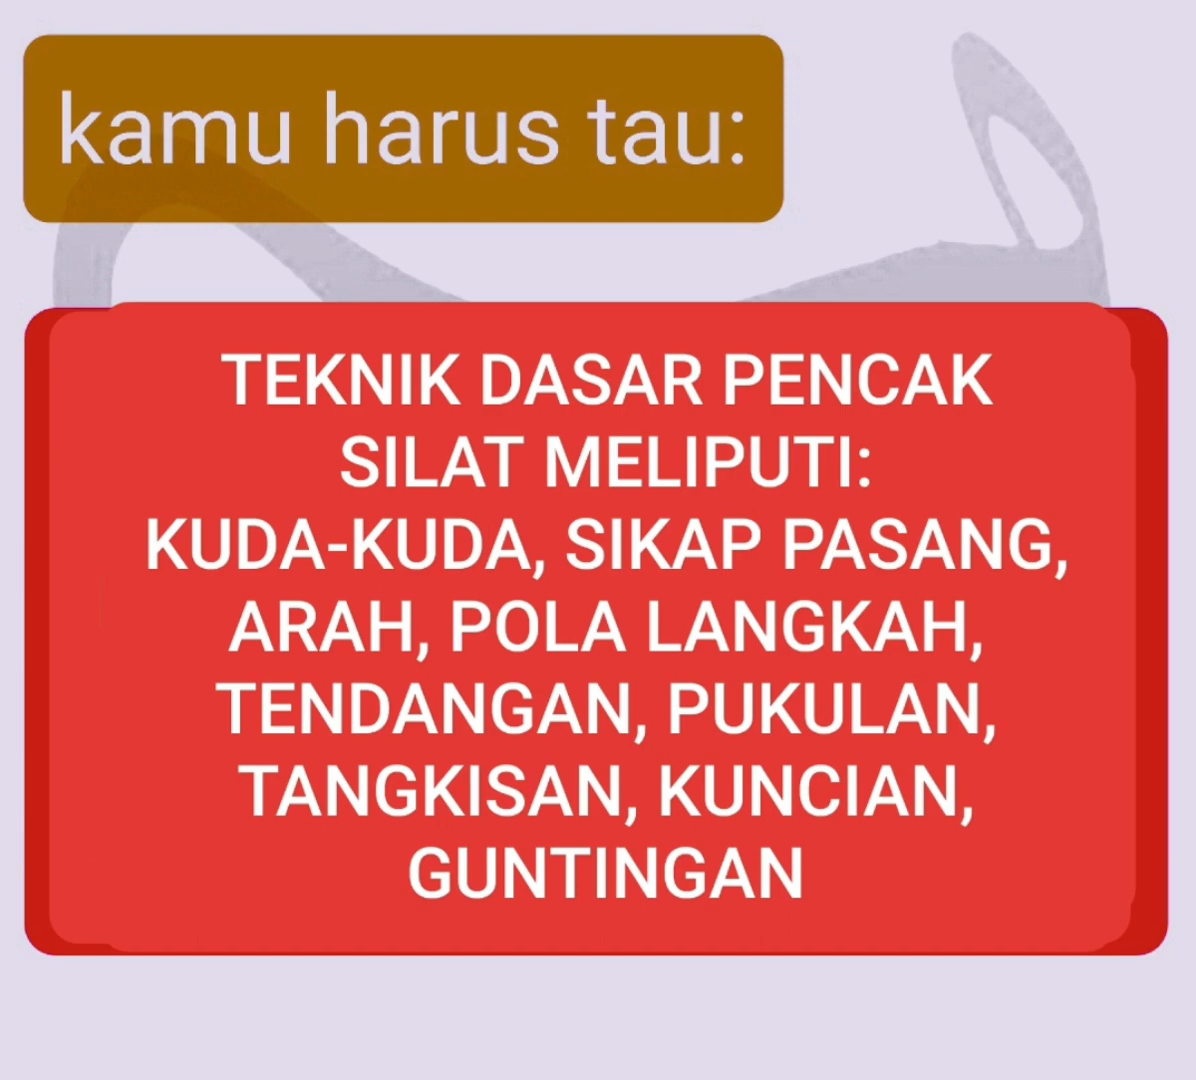 kamu harus tau:
TEKNIK DASAR PENCAK
SILAT MELIPUTI:
KUDA-KUDA, SIKAP PASANG,
ARAH, POLA LANGKAH,
TENDANGAN, PUKULAN,
TANGKISAN, KUNCIAN,
GUNTINGAN